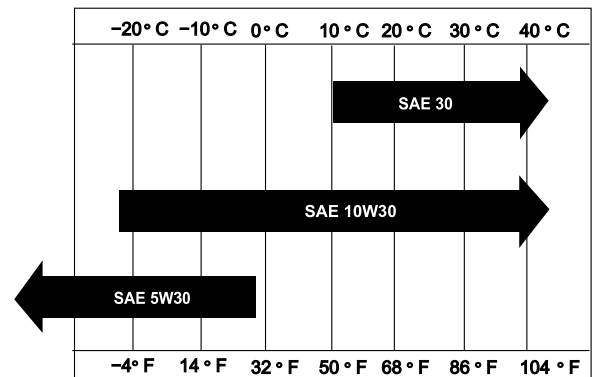 −20° C −10° C 0° C 10° C 20° C 30° C 40° C
SAE 30
SAE 10W30
SAE 5W30
−4° F 14° F 32° F 50° F 68° F 86° F 104° F